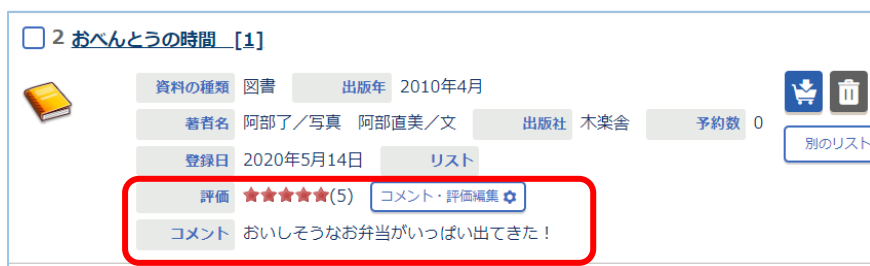 2 おべんとうの時間 [1]
資料の種類 図書 出版年 2010年4月
著者名 阿部了／写真 阿部直美／文 出版社 木楽舎 予約数 0
別のリスト
登録日 2020年5月14日 リスト
評価 ★★★★★(5) コメント・評価編集
コメント おいしそうなお弁当がいっぱい出てきた！